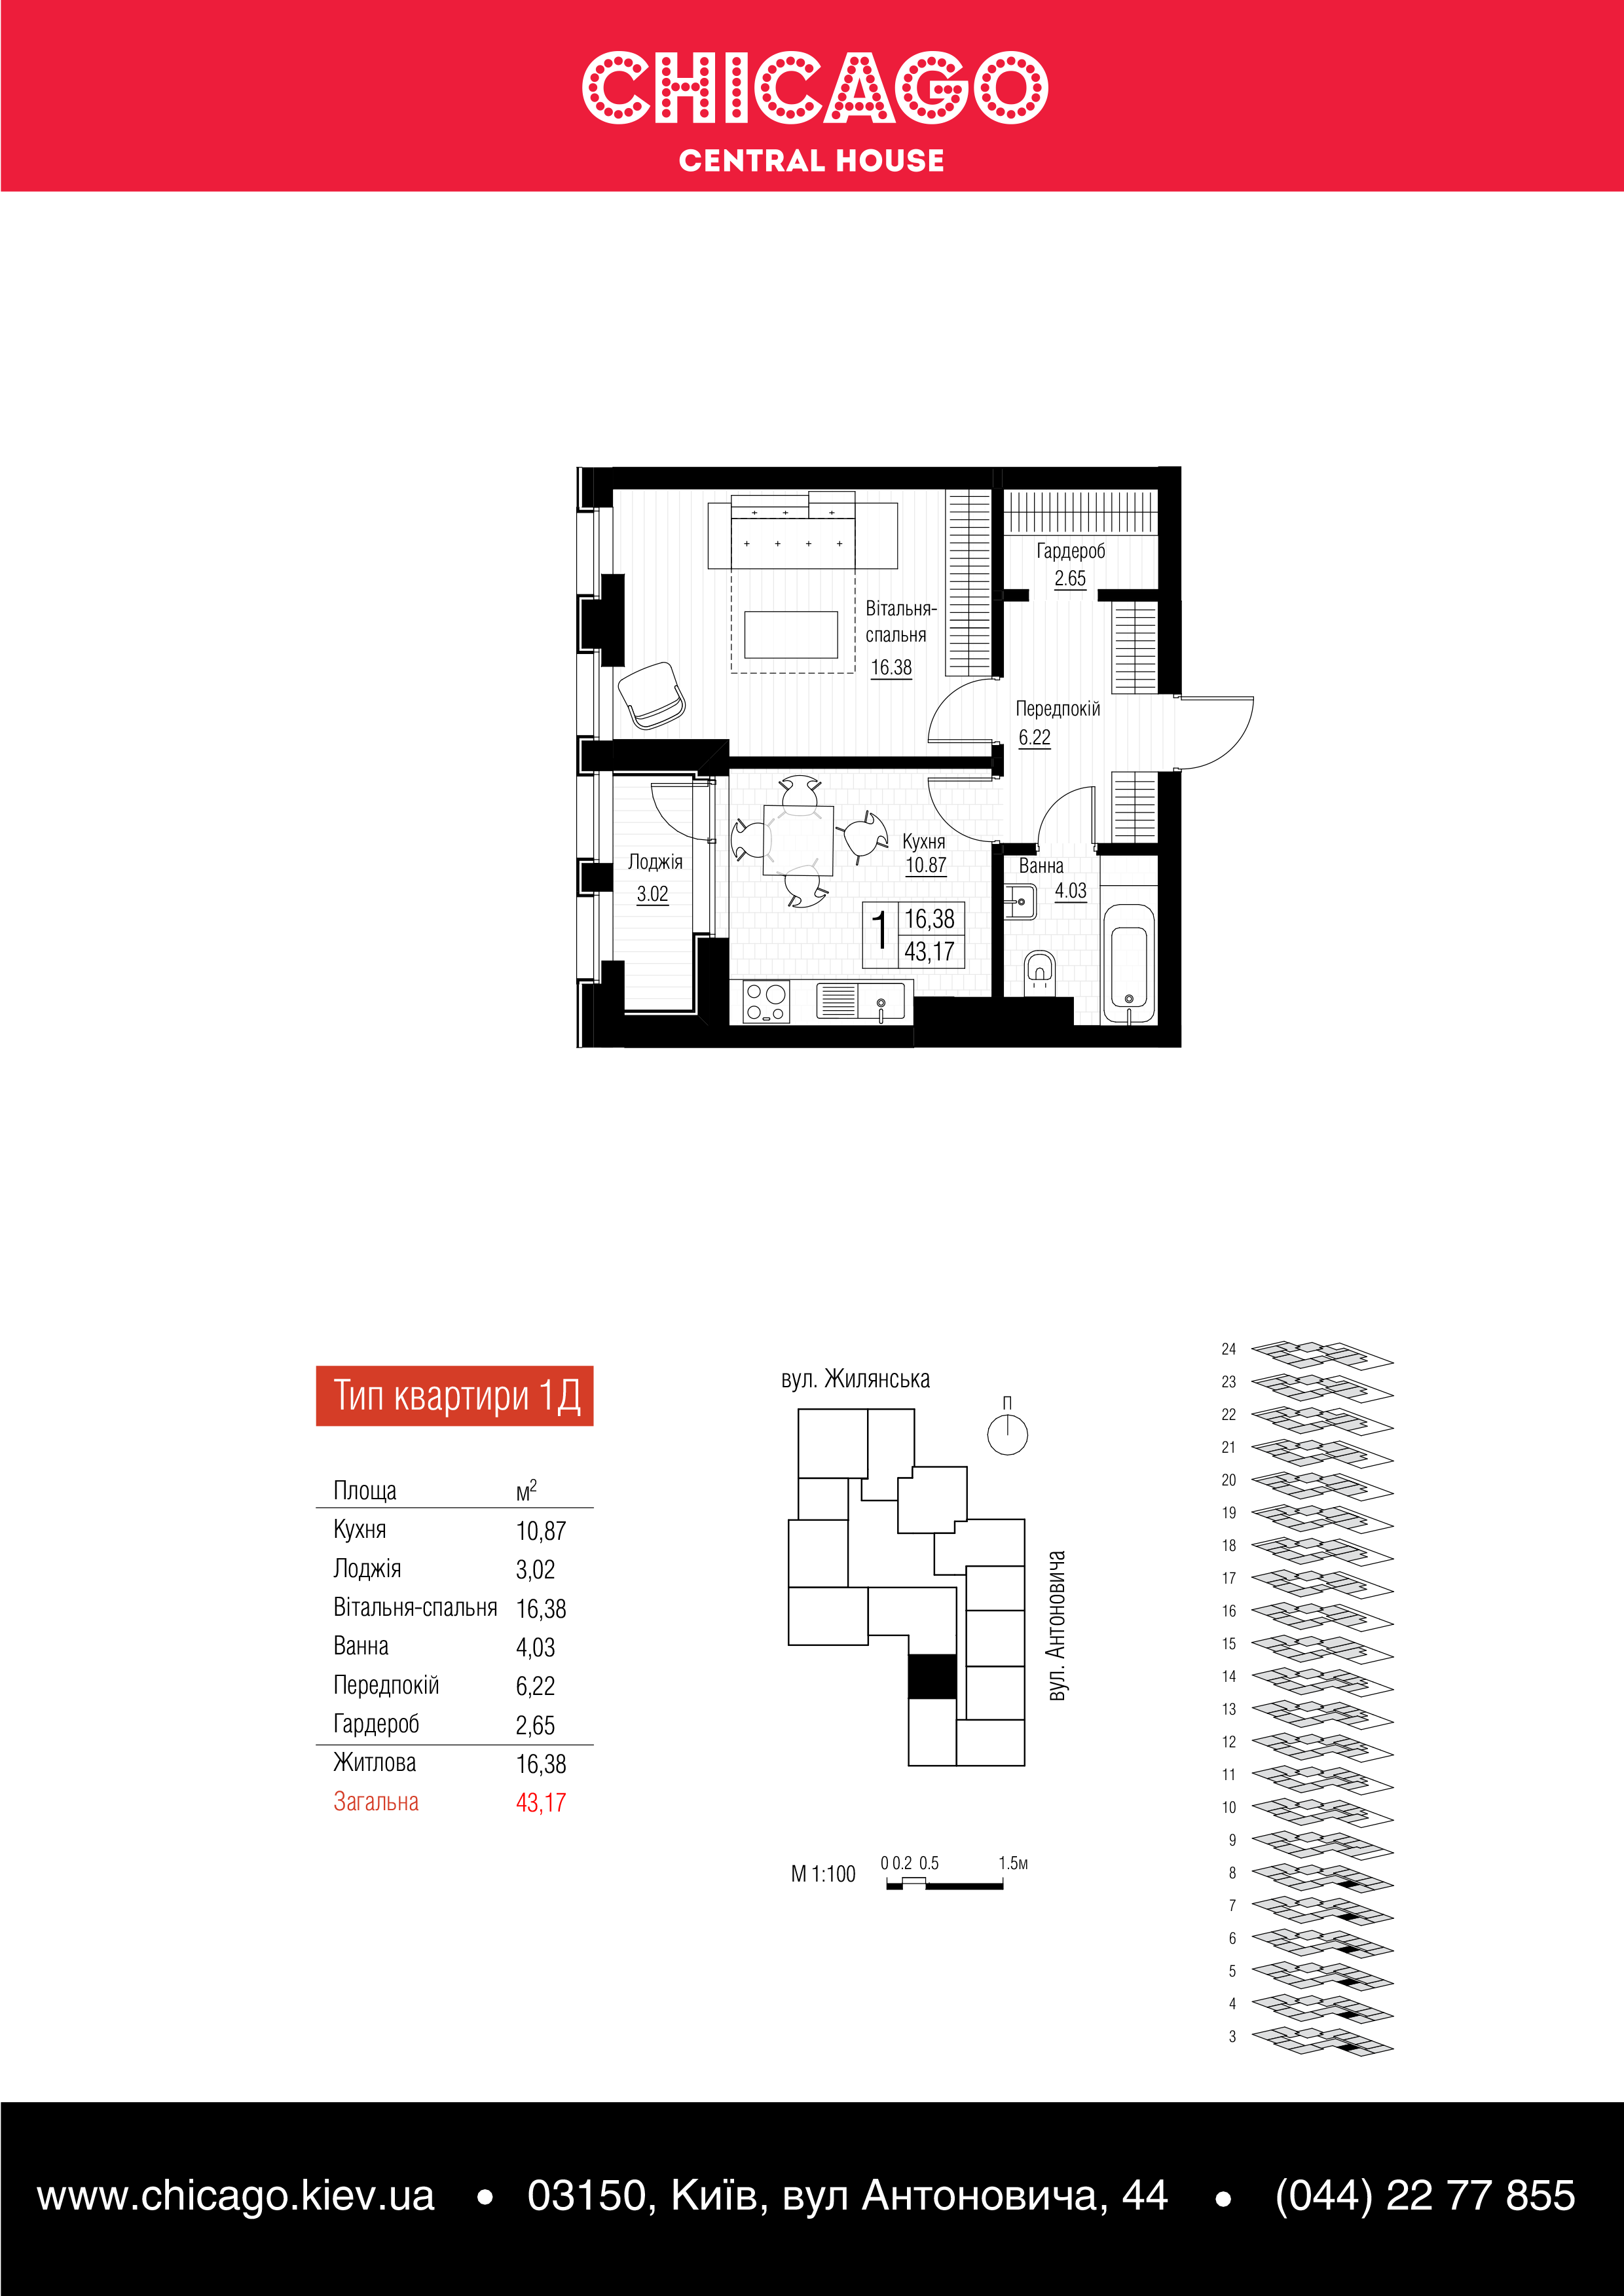 CHICAGO
CENTRAL HOUSE
Гардероб
2.65
Вітальня-
спальня
16.38
Передпокій
6.22
Кухня
10.87
Ванна
4.03
Лоджія
3.02
1
16,38
43,17
Тип квартири 1Д
Площа м²
Кухня 10,87
Лоджія 3,02
Вітальня-спальня 16,38
Ванна 4,03
Передпокій 6,22
Гардероб 2,65
Житлова 16,38
Загальна 43,17
вул. Жилянська
П
вул. Антоновича
М 1:100
0 0.2 0.5 1.5м
24
23
22
21
20
19
18
17
16
15
14
13
12
11
10
9
8
7
6
5
4
3
www.chicago.kiev.ua • 03150, Київ, вул Антоновича, 44 • (044) 22 77 855